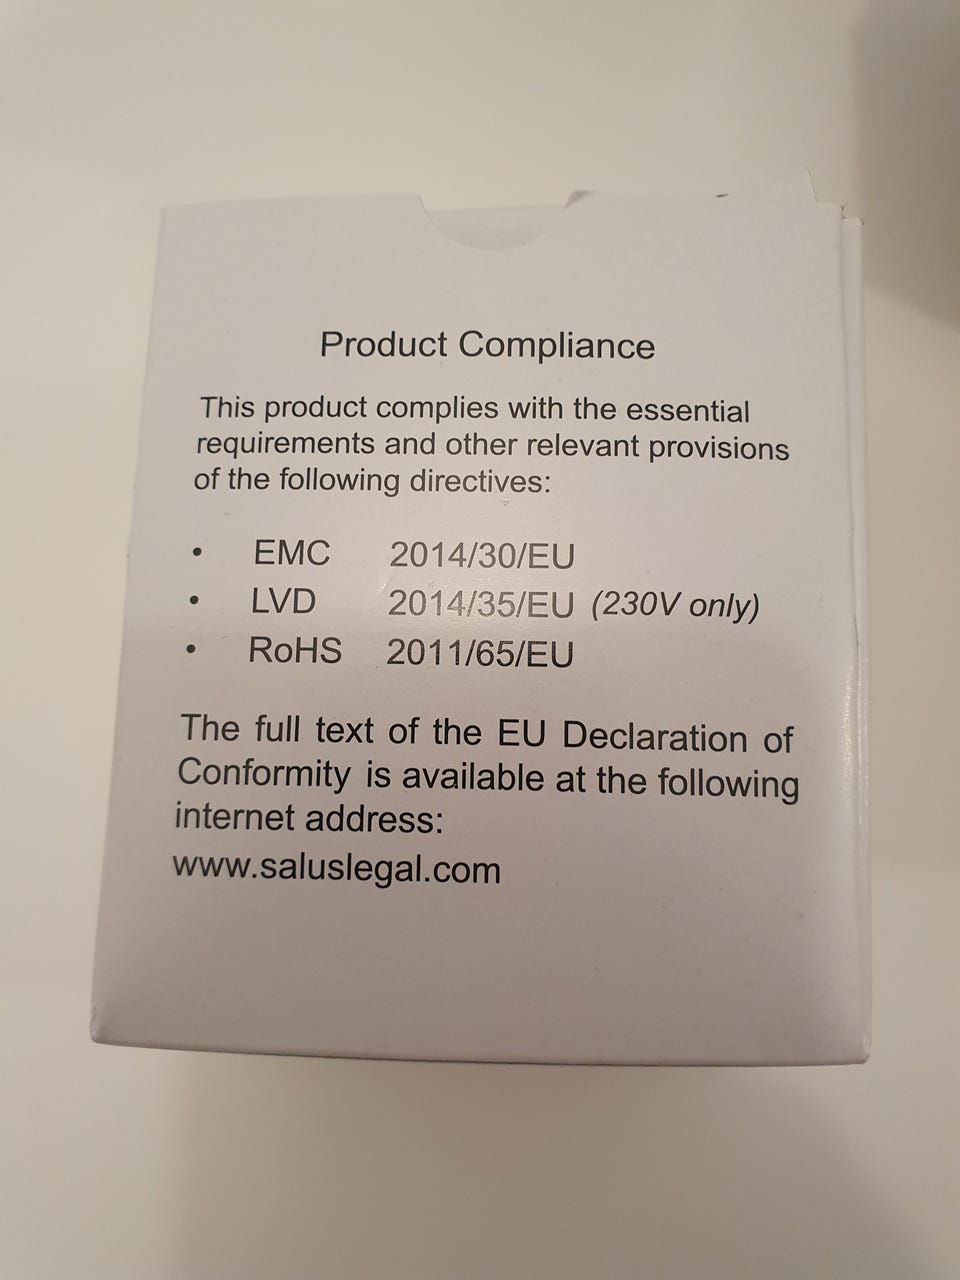 Product Compliance
This product complies with the essential
requirements and other relevant provisions
of the following directives:
• EMC 2014/30/EU
• LVD 2014/35/EU (230V only)
• RoHS 2011/65/EU
The full text of the EU Declaration of
Conformity is available at the following
internet address:
www.saluslegal.com